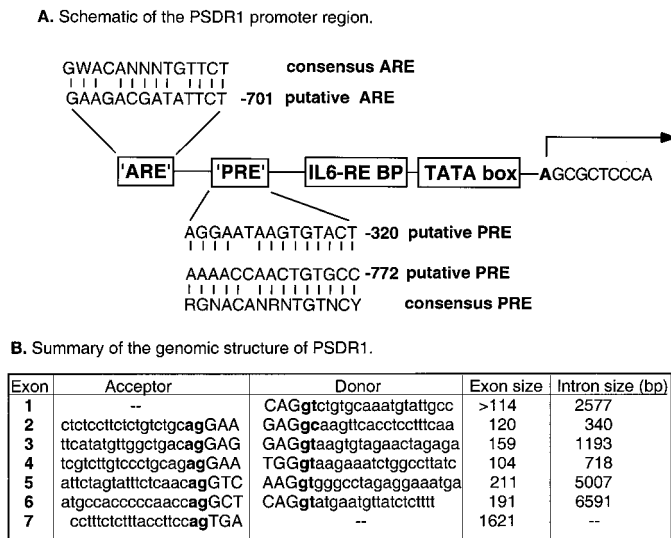 A. Schematic of the PSDR1 promoter region.
GWACANNNTGTTCT consensus ARE
GAAGACGATATTCT -701 putative ARE
'ARE' 'PRE' IL6-RE BP TATA box AGCGCTCCCA
AGGAATAAGTGTACT -320 putative PRE
AAAACCAACTGTGCC -772 putative PRE
RGNACANRNTGTNCY consensus PRE
B. Summary of the genomic structure of PSDR1.
Exon Acceptor Donor Exon size Intron size (bp)
1 -- CAGgtctgtgcaaatgtattgcc >114 2577
2 ctctccttctctgtctgcagGAA GAGgcaagttcacctcctttcaa 120 340
3 ttcatatgttggctgacagGAG GAGgtaagtgtagaactagaga 159 1193
4 tcgtcttgtccctgcagagGAA TGGgtaagaaatctggccttatc 104 718
5 attctagtatttctcaacagGTC AAGgtgggcctagaggaaatga 211 5007
6 atgccacccccaaccagGCT CAGgtatgaatgttatctctttt 191 6591
7 cctttctctttaccttccagTGA -- 1621 --